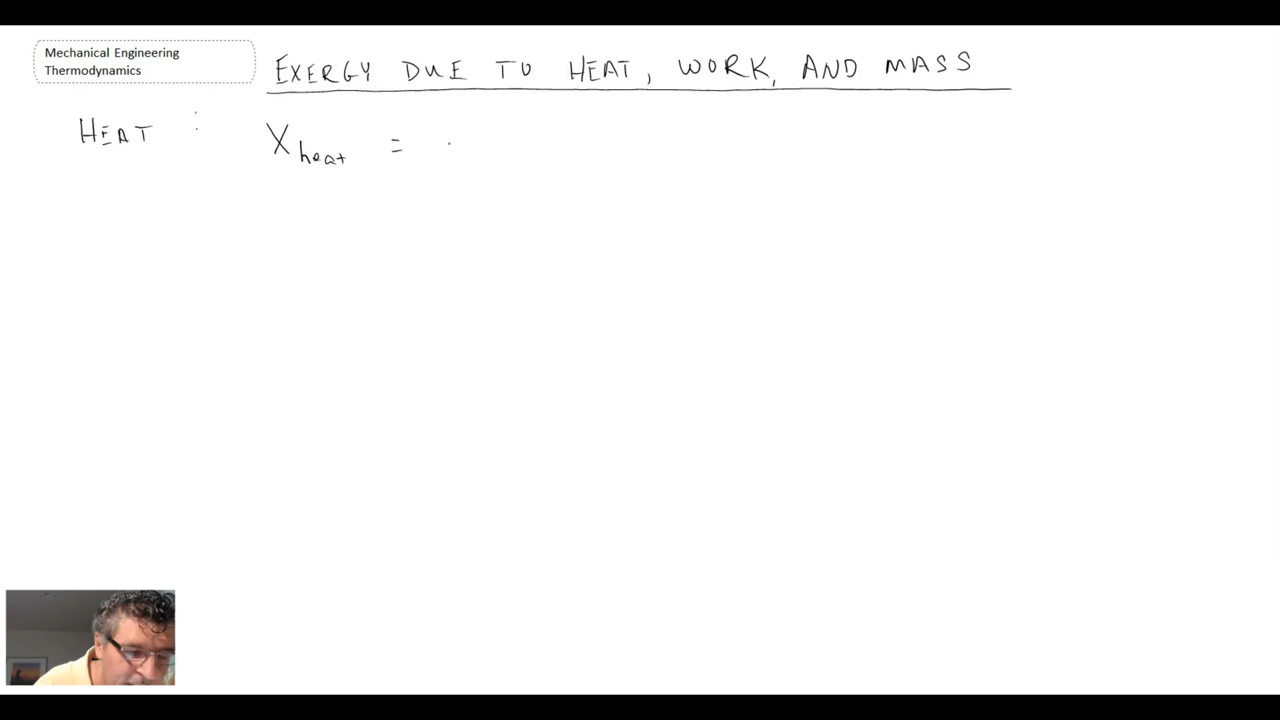 Mechanical Engineering
Thermodynamics
EXERGY DUE TO HEAT, WORK, AND MASS
HEAT : X heat =